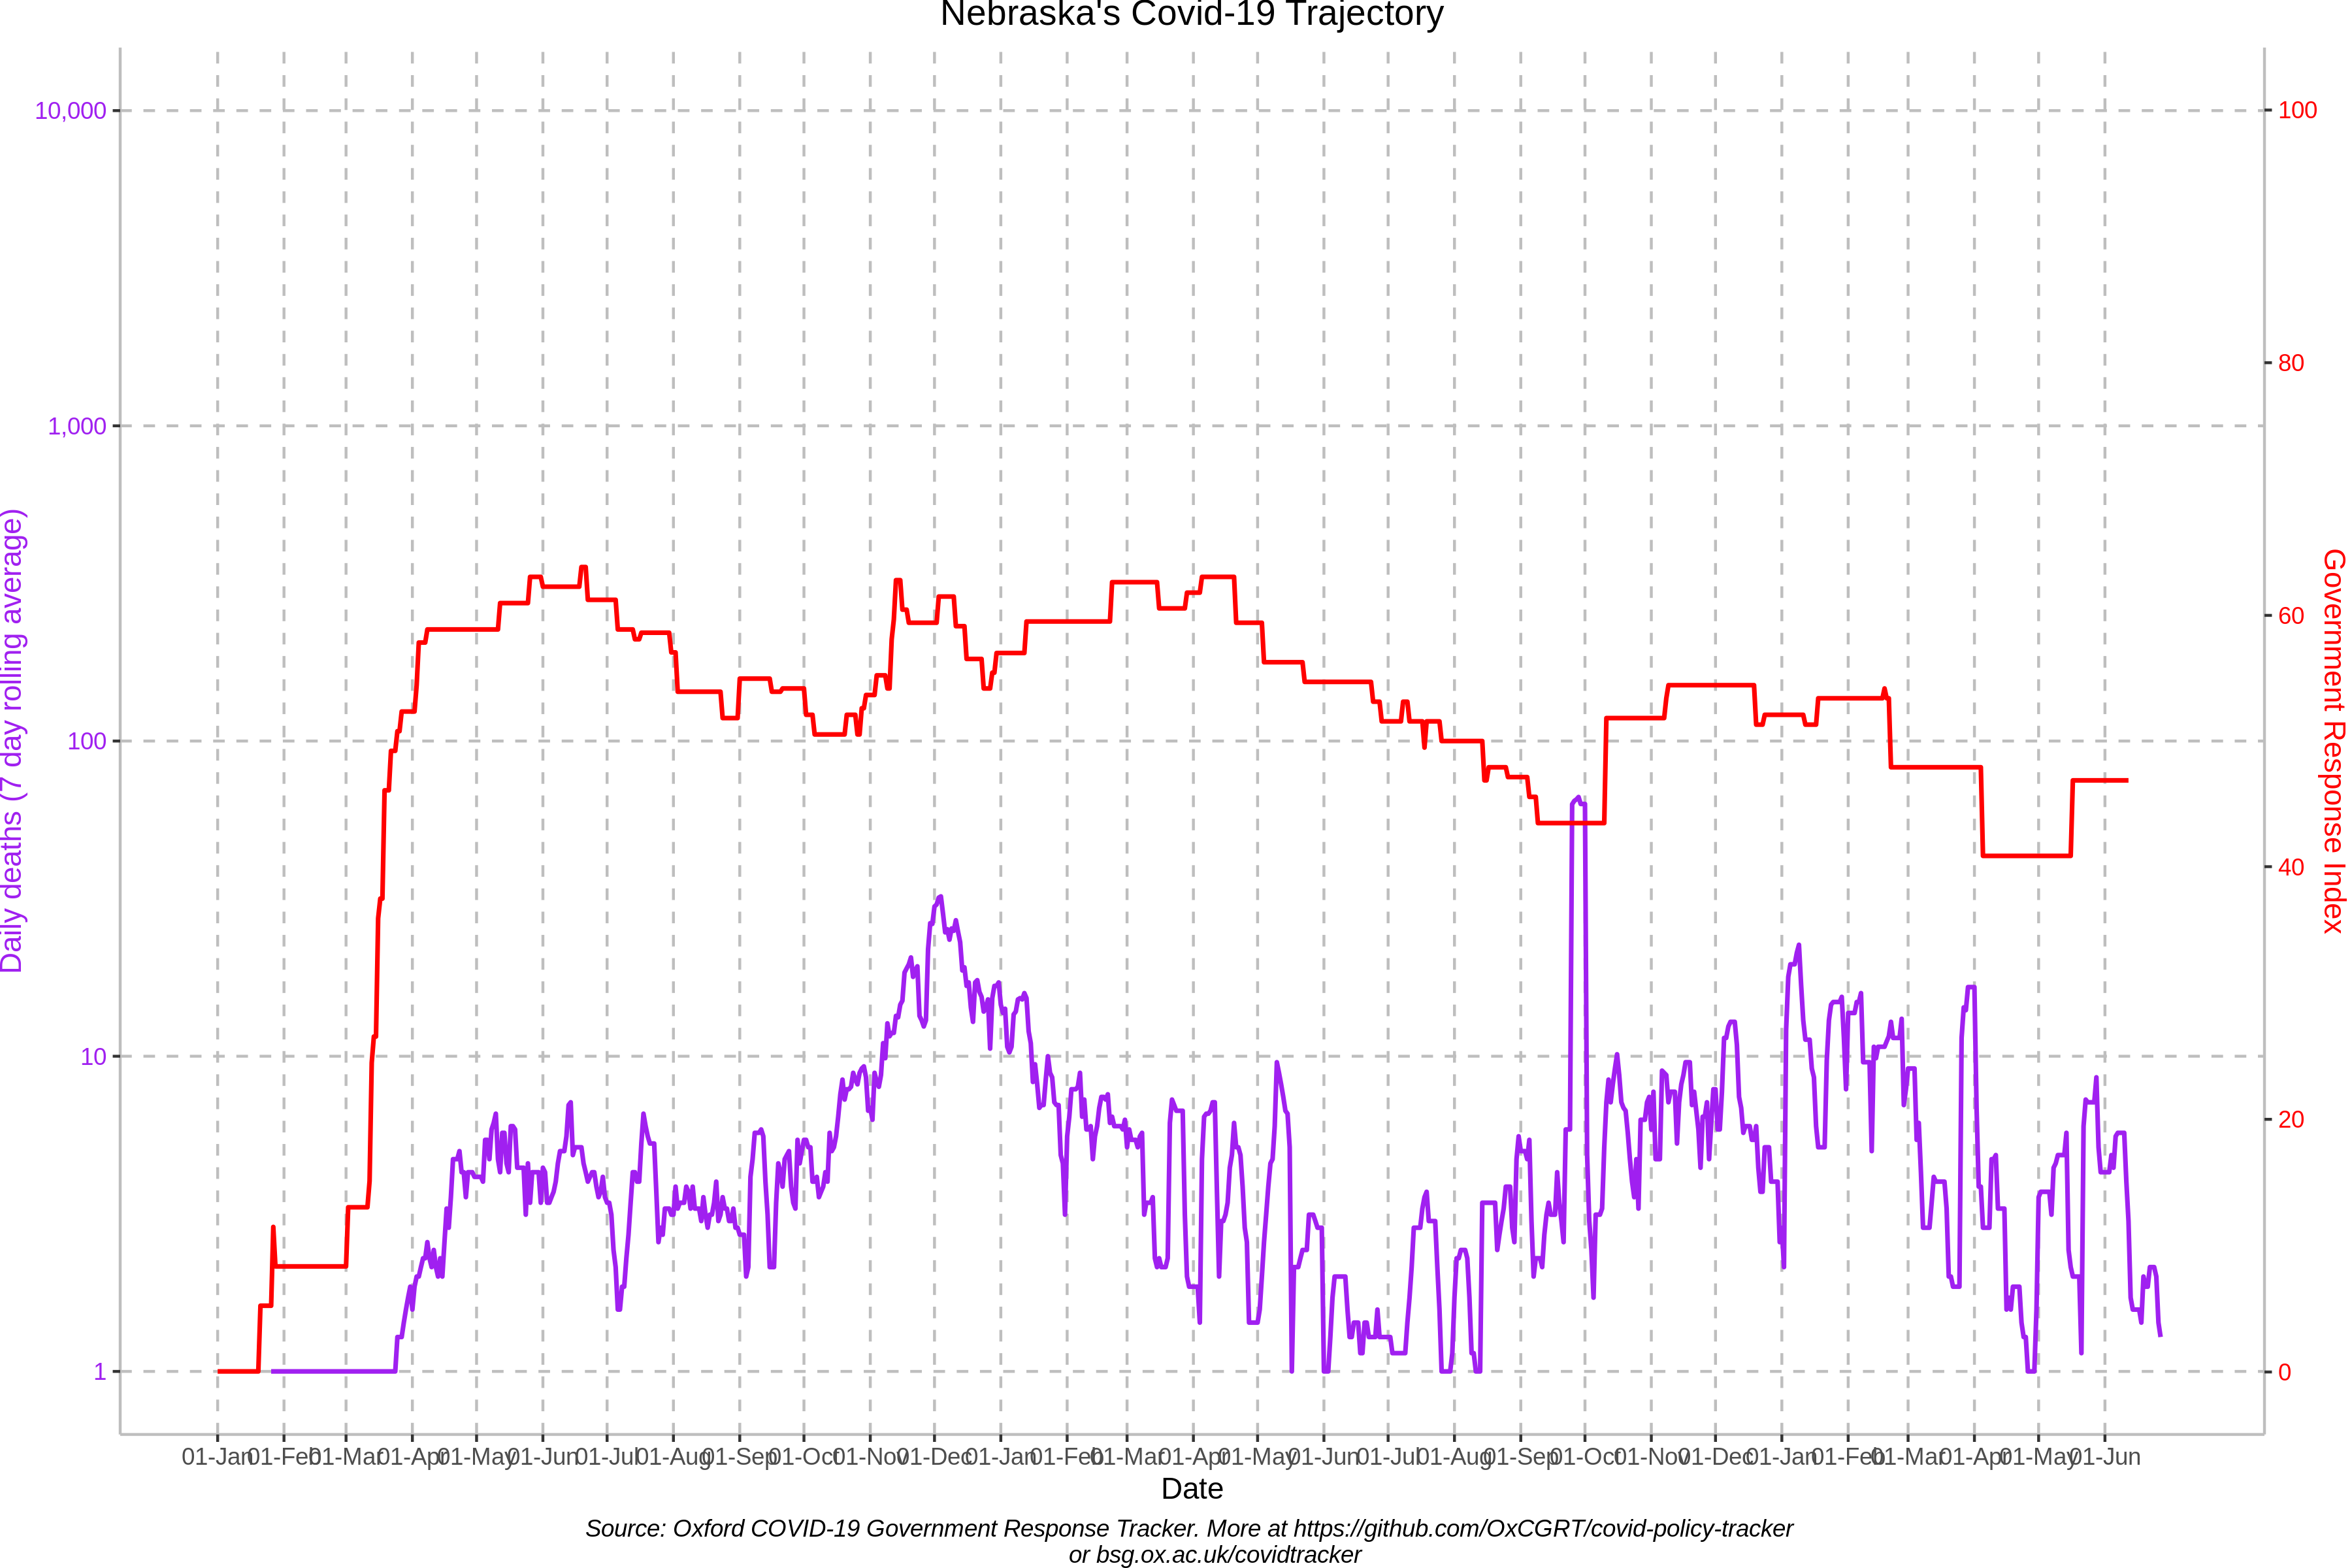 Nebraska's Covid-19 Trajectory
10,000
1,000
100
10
1
Daily deaths (7 day rolling average)
100
80
60
40
20
0
Government Response Index
01-Jan 01-Feb 01-Mar 01-Apr 01-May 01-Jun 01-Jul 01-Aug 01-Sep 01-Oct 01-Nov 01-Dec 01-Jan 01-Feb 01-Mar 01-Apr 01-May 01-Jun 01-Jul 01-Aug 01-Sep 01-Oct 01-Nov 01-Dec 01-Jan 01-Feb 01-Mar 01-Apr 01-May 01-Jun
Date
Source: Oxford COVID-19 Government Response Tracker. More at https://github.com/OxCGRT/covid-policy-tracker
or bsg.ox.ac.uk/covidtracker